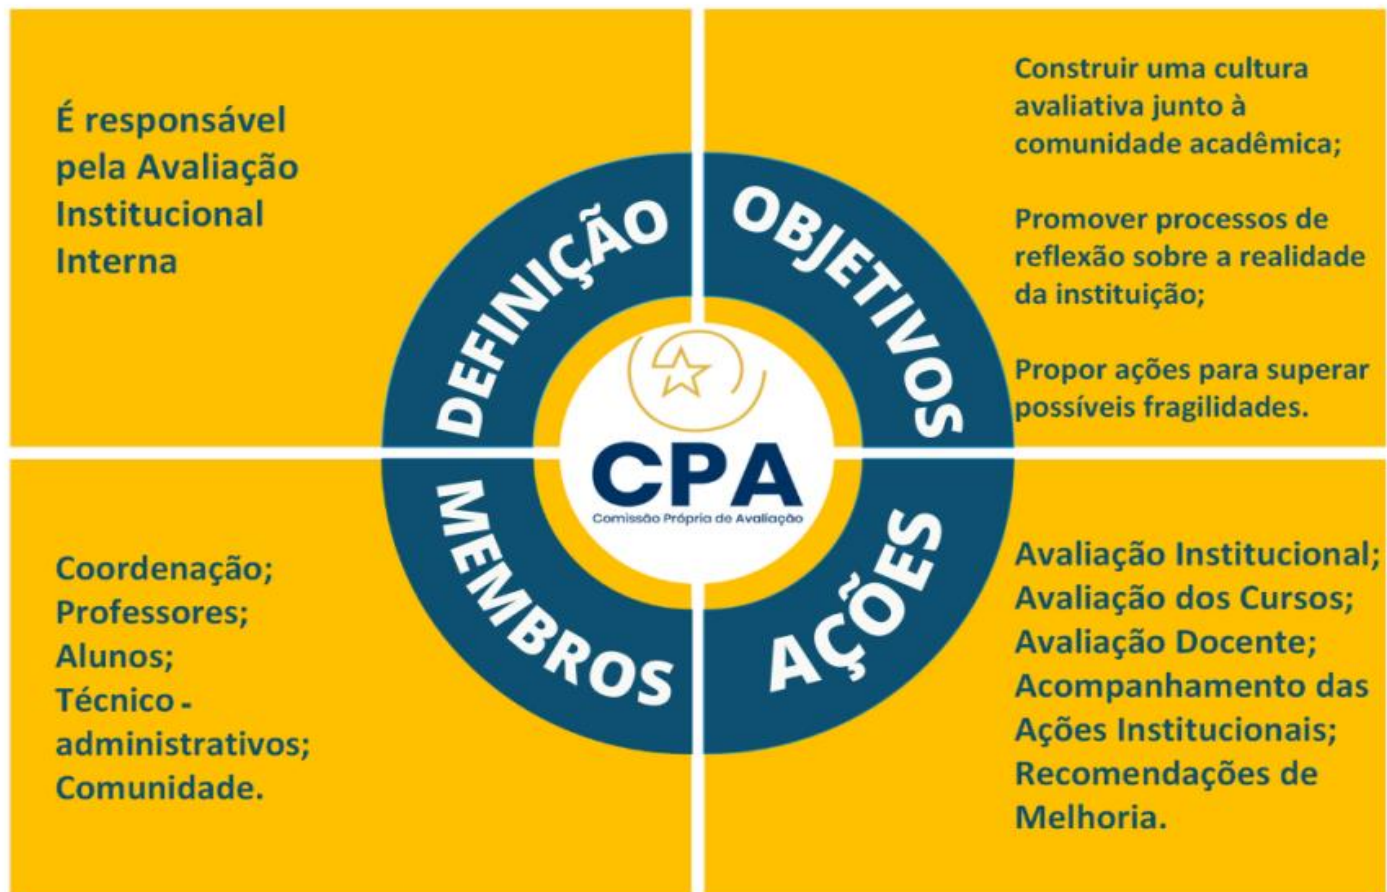 É responsável
pela Avaliação
Institucional
Interna
DEFINIÇÃO
OBJETIVOS
Construir uma cultura
avaliativa junto à
comunidade acadêmica;
Promover processos de
reflexão sobre a realidade
da instituição;
Propor ações para superar
possíveis fragilidades.
CPA
Comissão Própria de Avaliação
Coordenação;
Professores;
Alunos;
Técnico -
administrativos;
Comunidade.
MEMBROS
AÇÕES
Avaliação Institucional;
Avaliação dos Cursos;
Avaliação Docente;
Acompanhamento das
Ações Institucionais;
Recomendações de
Melhoria.